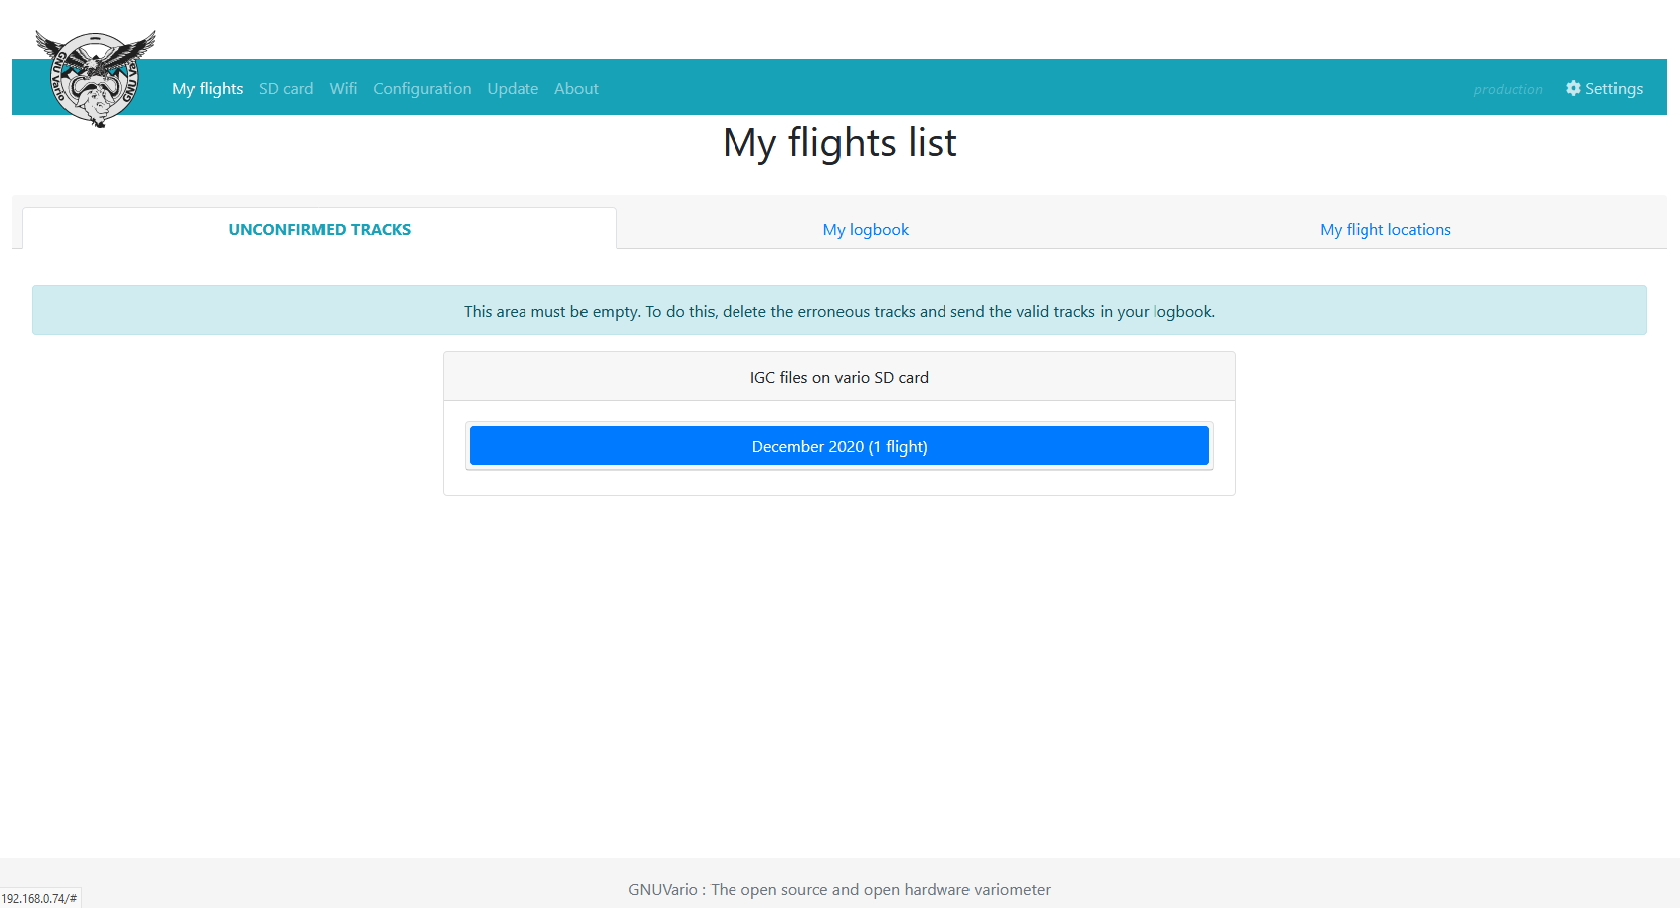 GNU Vario GNU Vario
My flights SD card Wifi Configuration Update About production Settings
My flights list
UNCONFIRMED TRACKS My logbook My flight locations
This area must be empty. To do this, delete the erroneous tracks and send the valid tracks in your logbook.
IGC files on vario SD card
December 2020 (1 flight)
GNUVario : The open source and open hardware variometer
192.168.0.74/#